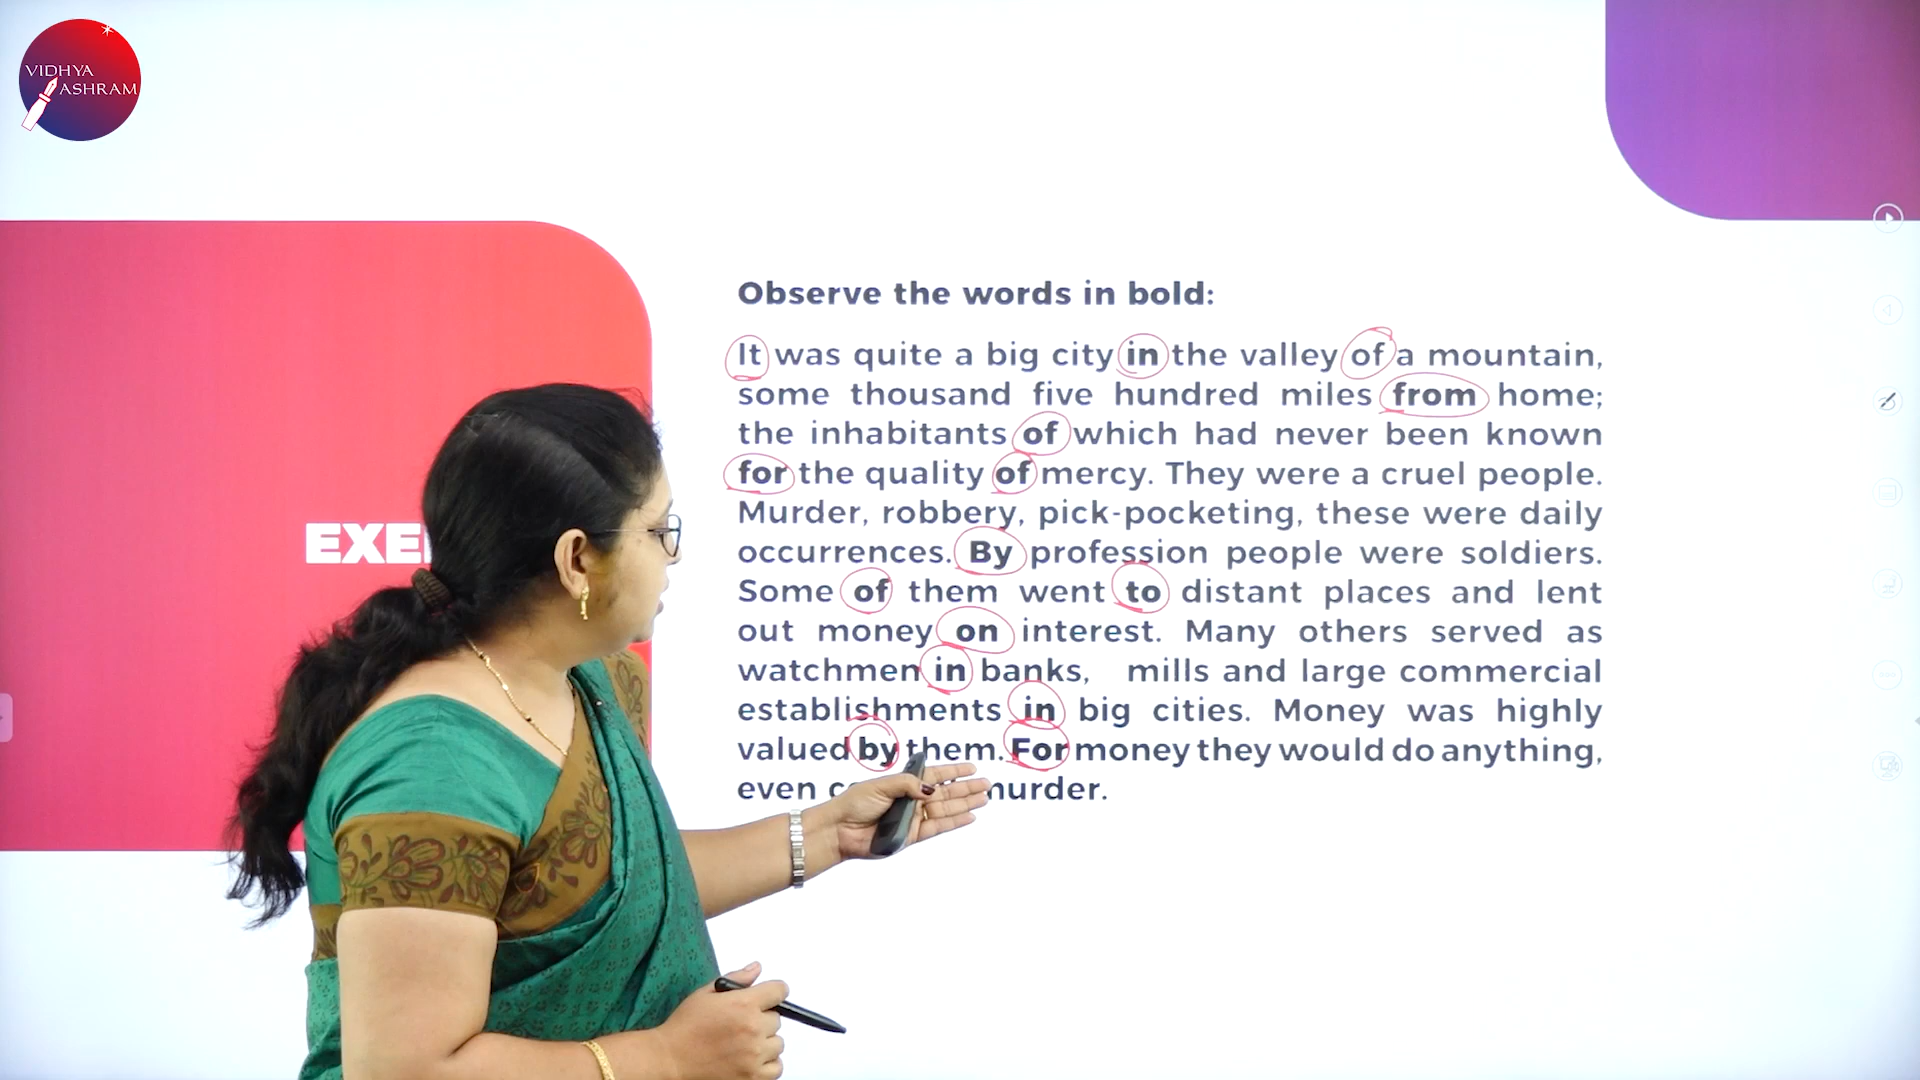 VIDHYA
ASHRAM
Observe the words in bold:
It was quite a big city in the valley of a mountain,
some thousand five hundred miles from home;
the inhabitants of which had never been known
for the quality of mercy. They were a cruel people.
Murder, robbery, pick-pocketing, these were daily
EXE
occurrences. By profession people were soldiers.
Some of them went to distant places and lent
out money on interest. Many others served as
watchmen in banks, mills and large commercial
establishments in big cities. Money was highly
valued by them. For money they would do anything,
even murder.